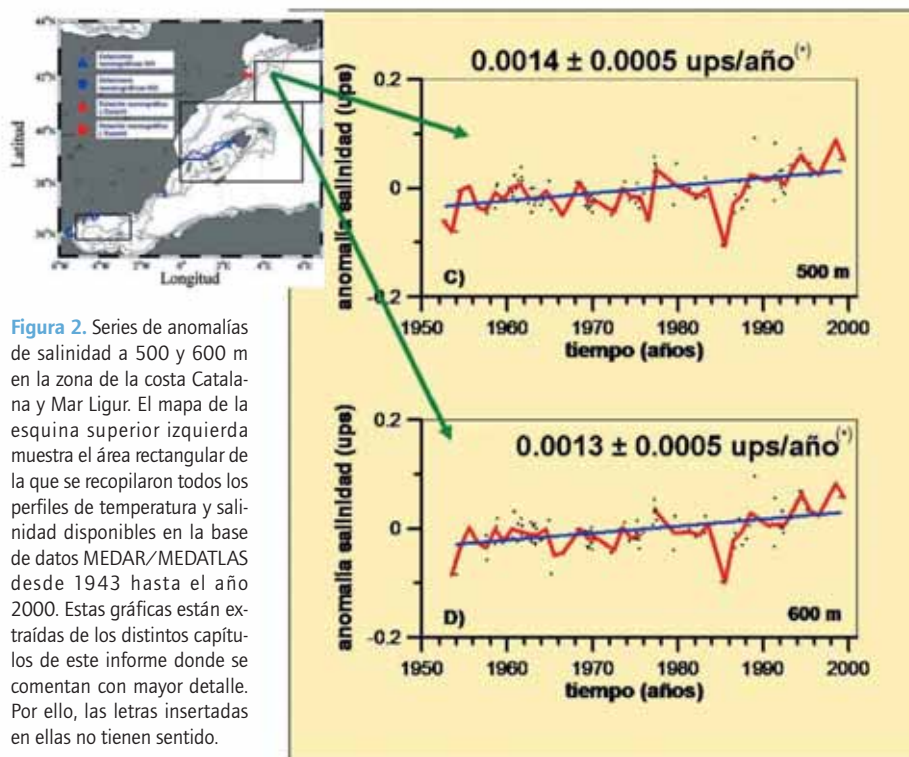 44°N
42°N
40°N
38°N
36°N
Latitud
Longitud
Figura 2. Series de anomalías
de salinidad a 500 y 600 m
en la zona de la costa Catala-
na y Mar Ligur. El mapa de la
esquina superior izquierda
muestra el área rectangular de
la que se recopilaron todos los
perfiles de temperatura y sali-
nidad disponibles en la base
de datos MEDAR/MEDATLAS
desde 1943 hasta el año
2000. Estas gráficas están ex-
traídas de los distintos capítu-
los de este informe donde se
comentan con mayor detalle.
Por ello, las letras insertadas
en ellas no tienen sentido.
0.0014 ± 0.0005 ups/año(*)
anomalía salinidad (ups)
0.2
0
-0.2
C)
500 m
1950 1960 1970 1980 1990 2000
tiempo (años)
0.0013 ± 0.0005 ups/año(*)
anomalía salinidad (ups)
0.2
0
-0.2
D)
600 m
1950 1960 1970 1980 1990 2000
tiempo (años)